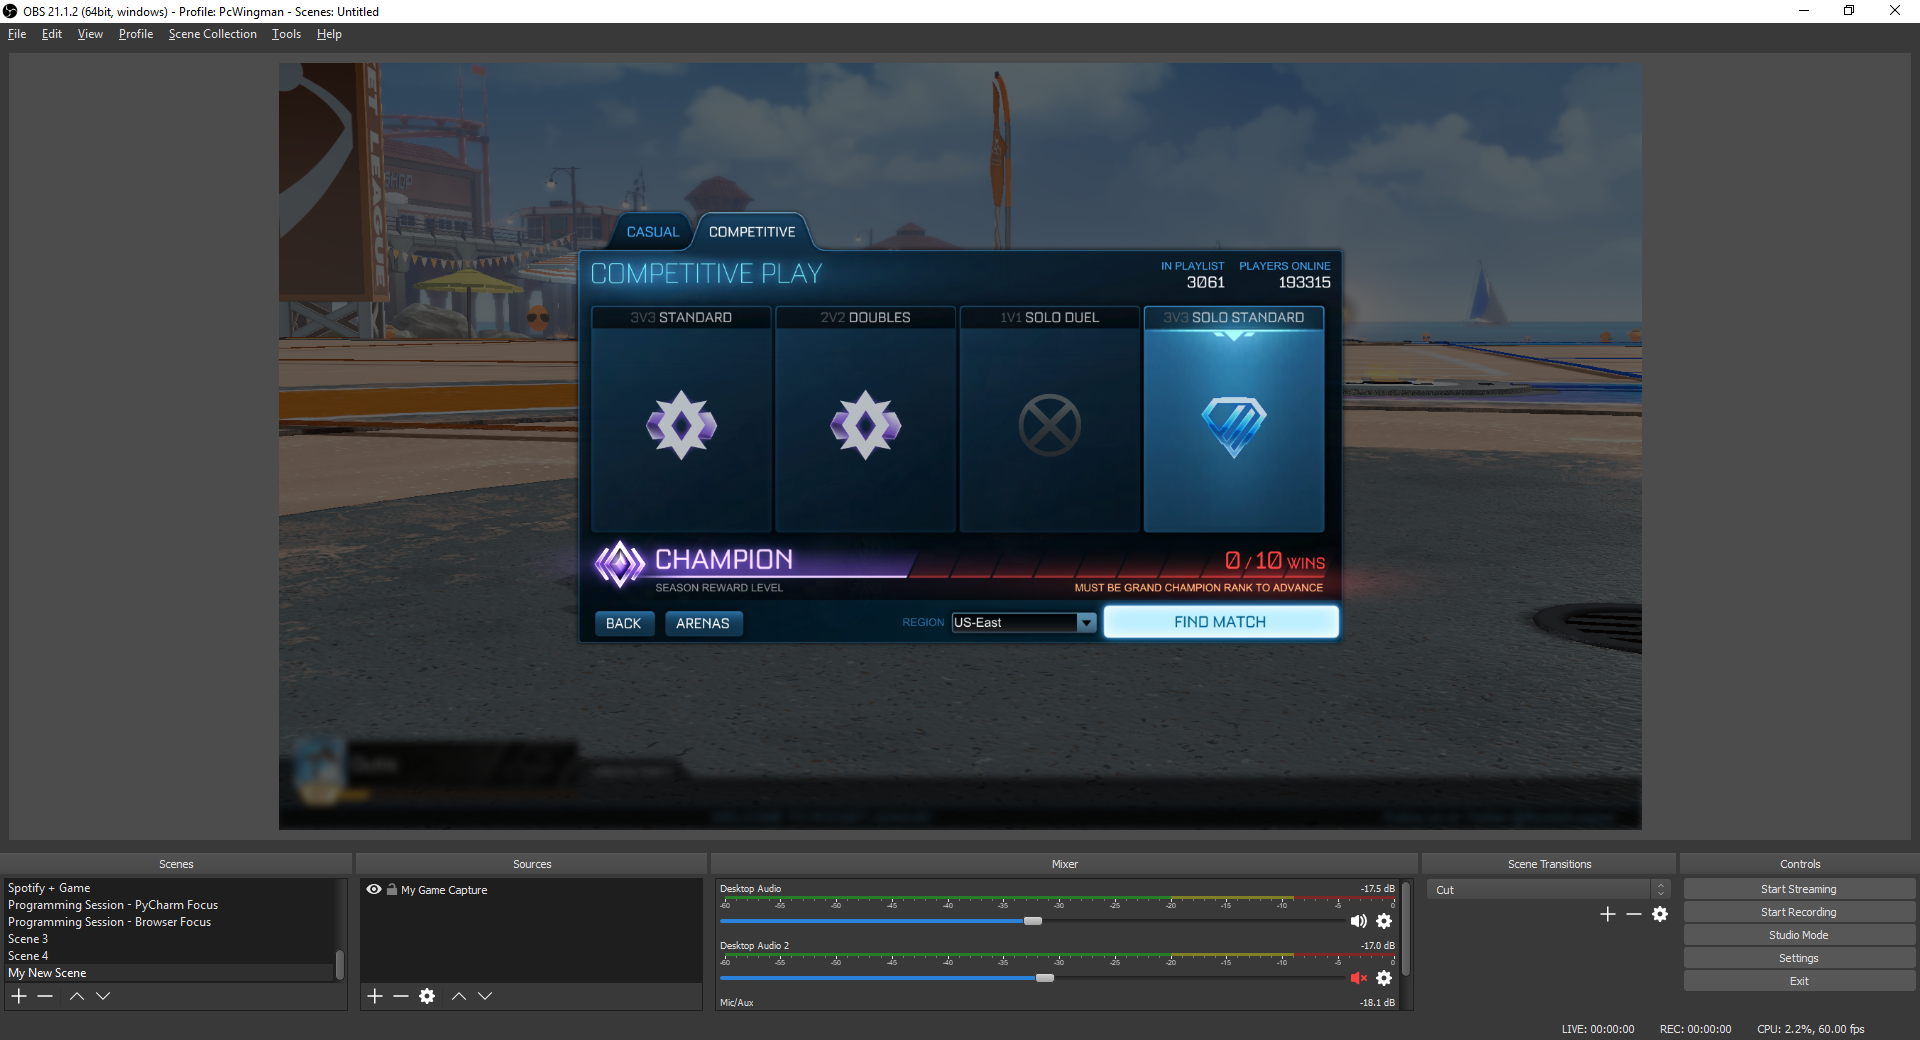 OBS 21.1.2 (64bit, windows) - Profile: PcWingman - Scenes: Untitled
File Edit View Profile Scene Collection Tools Help
ET LEAGUE
SHOP
CASUAL COMPETITIVE
COMPETITIVE PLAY
IN PLAYLIST PLAYERS ONLINE
3061 193315
3V3 STANDARD 2V2 DOUBLES 1V1 SOLO DUEL 3V3 SOLO STANDARD
CHAMPION 0 / 10 WINS
SEASON REWARD LEVEL MUST BE GRAND CHAMPION RANK TO ADVANCE
BACK ARENAS REGION US-East FIND MATCH
Scenes Sources Mixer Scene Transitions Controls
Spotify + Game
Programming Session - PyCharm Focus
Programming Session - Browser Focus
Scene 3
Scene 4
My New Scene
My Game Capture
Desktop Audio -17.5 dB
-60 -55 -50 -45 -40 -35 -30 -25 -20 -15 -10 -5 0
Desktop Audio 2 -17.0 dB
-60 -55 -50 -45 -40 -35 -30 -25 -20 -15 -10 -5 0
Mic/Aux -18.1 dB
Cut
Start Streaming
Start Recording
Studio Mode
Settings
Exit
LIVE: 00:00:00 REC: 00:00:00 CPU: 2.2%, 60.00 fps